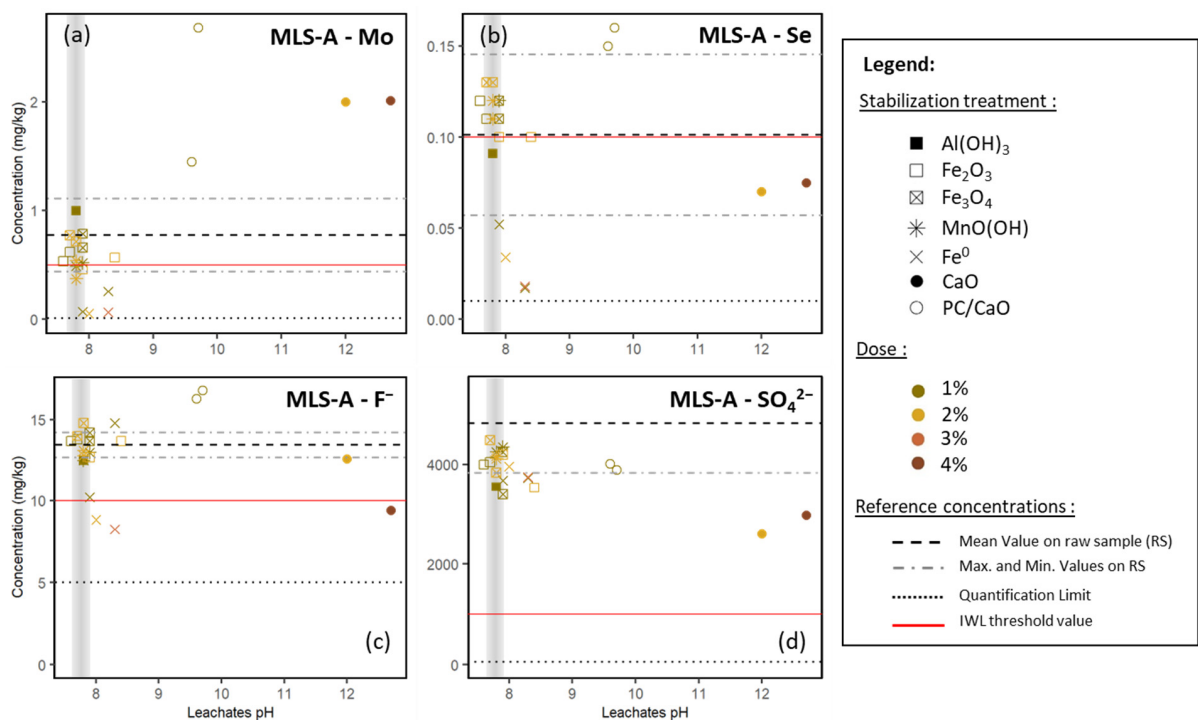 (a)
MLS-A - Mo
Concentration (mg/kg)
2
1
0
8
9
10
11
12
(b)
MLS-A - Se
0.15
0.10
0.05
0.00
8
9
10
11
12
MLS-A - F⁻
Concentration (mg/kg)
15
10
5
0
(c)
8
9
10
11
12
Leachates pH
MLS-A - SO₄²⁻
4000
2000
0
(d)
8
9
10
11
12
Leachates pH
Legend:
Stabilization treatment :
Al(OH)₃
Fe₂O₃
Fe₃O₄
MnO(OH)
Fe⁰
CaO
PC/CaO
Dose :
1%
2%
3%
4%
Reference concentrations :
Mean Value on raw sample (RS)
Max. and Min. Values on RS
Quantification Limit
IWL threshold value